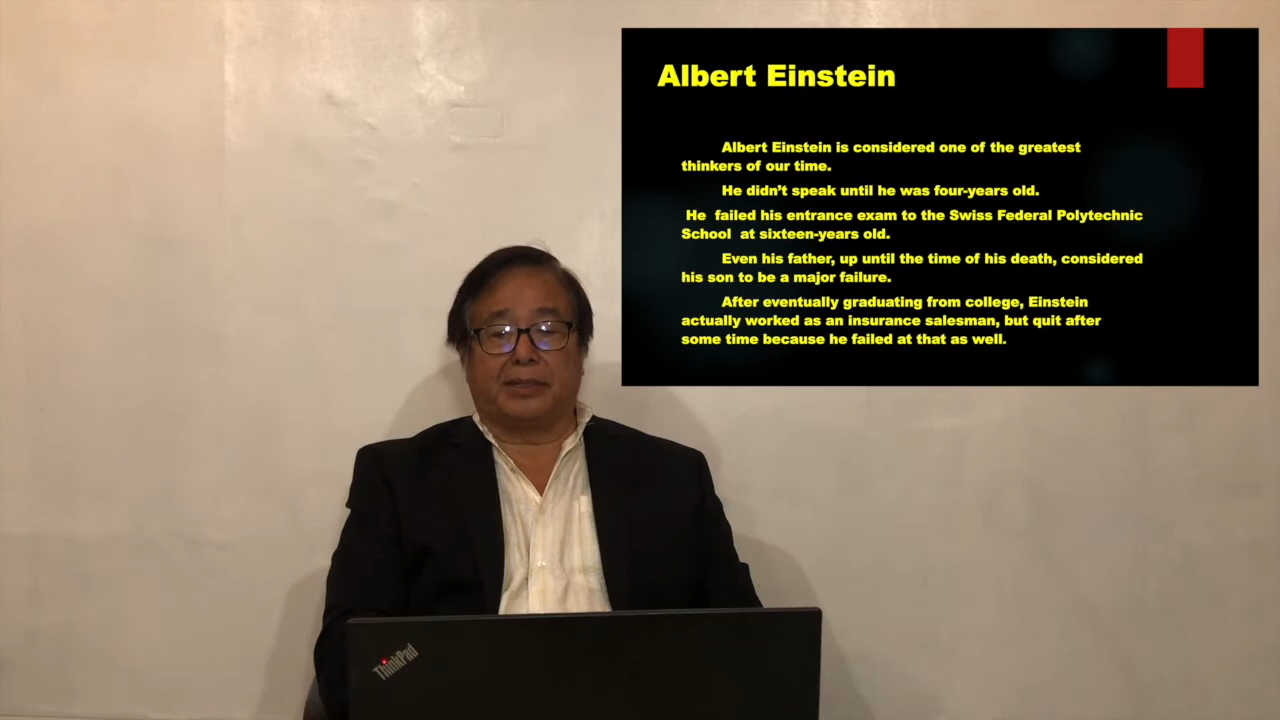 Albert Einstein
Albert Einstein is considered one of the greatest
thinkers of our time.
He didn't speak until he was four-years old.
He failed his entrance exam to the Swiss Federal Polytechnic
School at sixteen-years old.
Even his father, up until the time of his death, considered
his son to be a major failure.
After eventually graduating from college, Einstein
actually worked as an insurance salesman, but quit after
some time because he failed at that as well.
ThinkPad